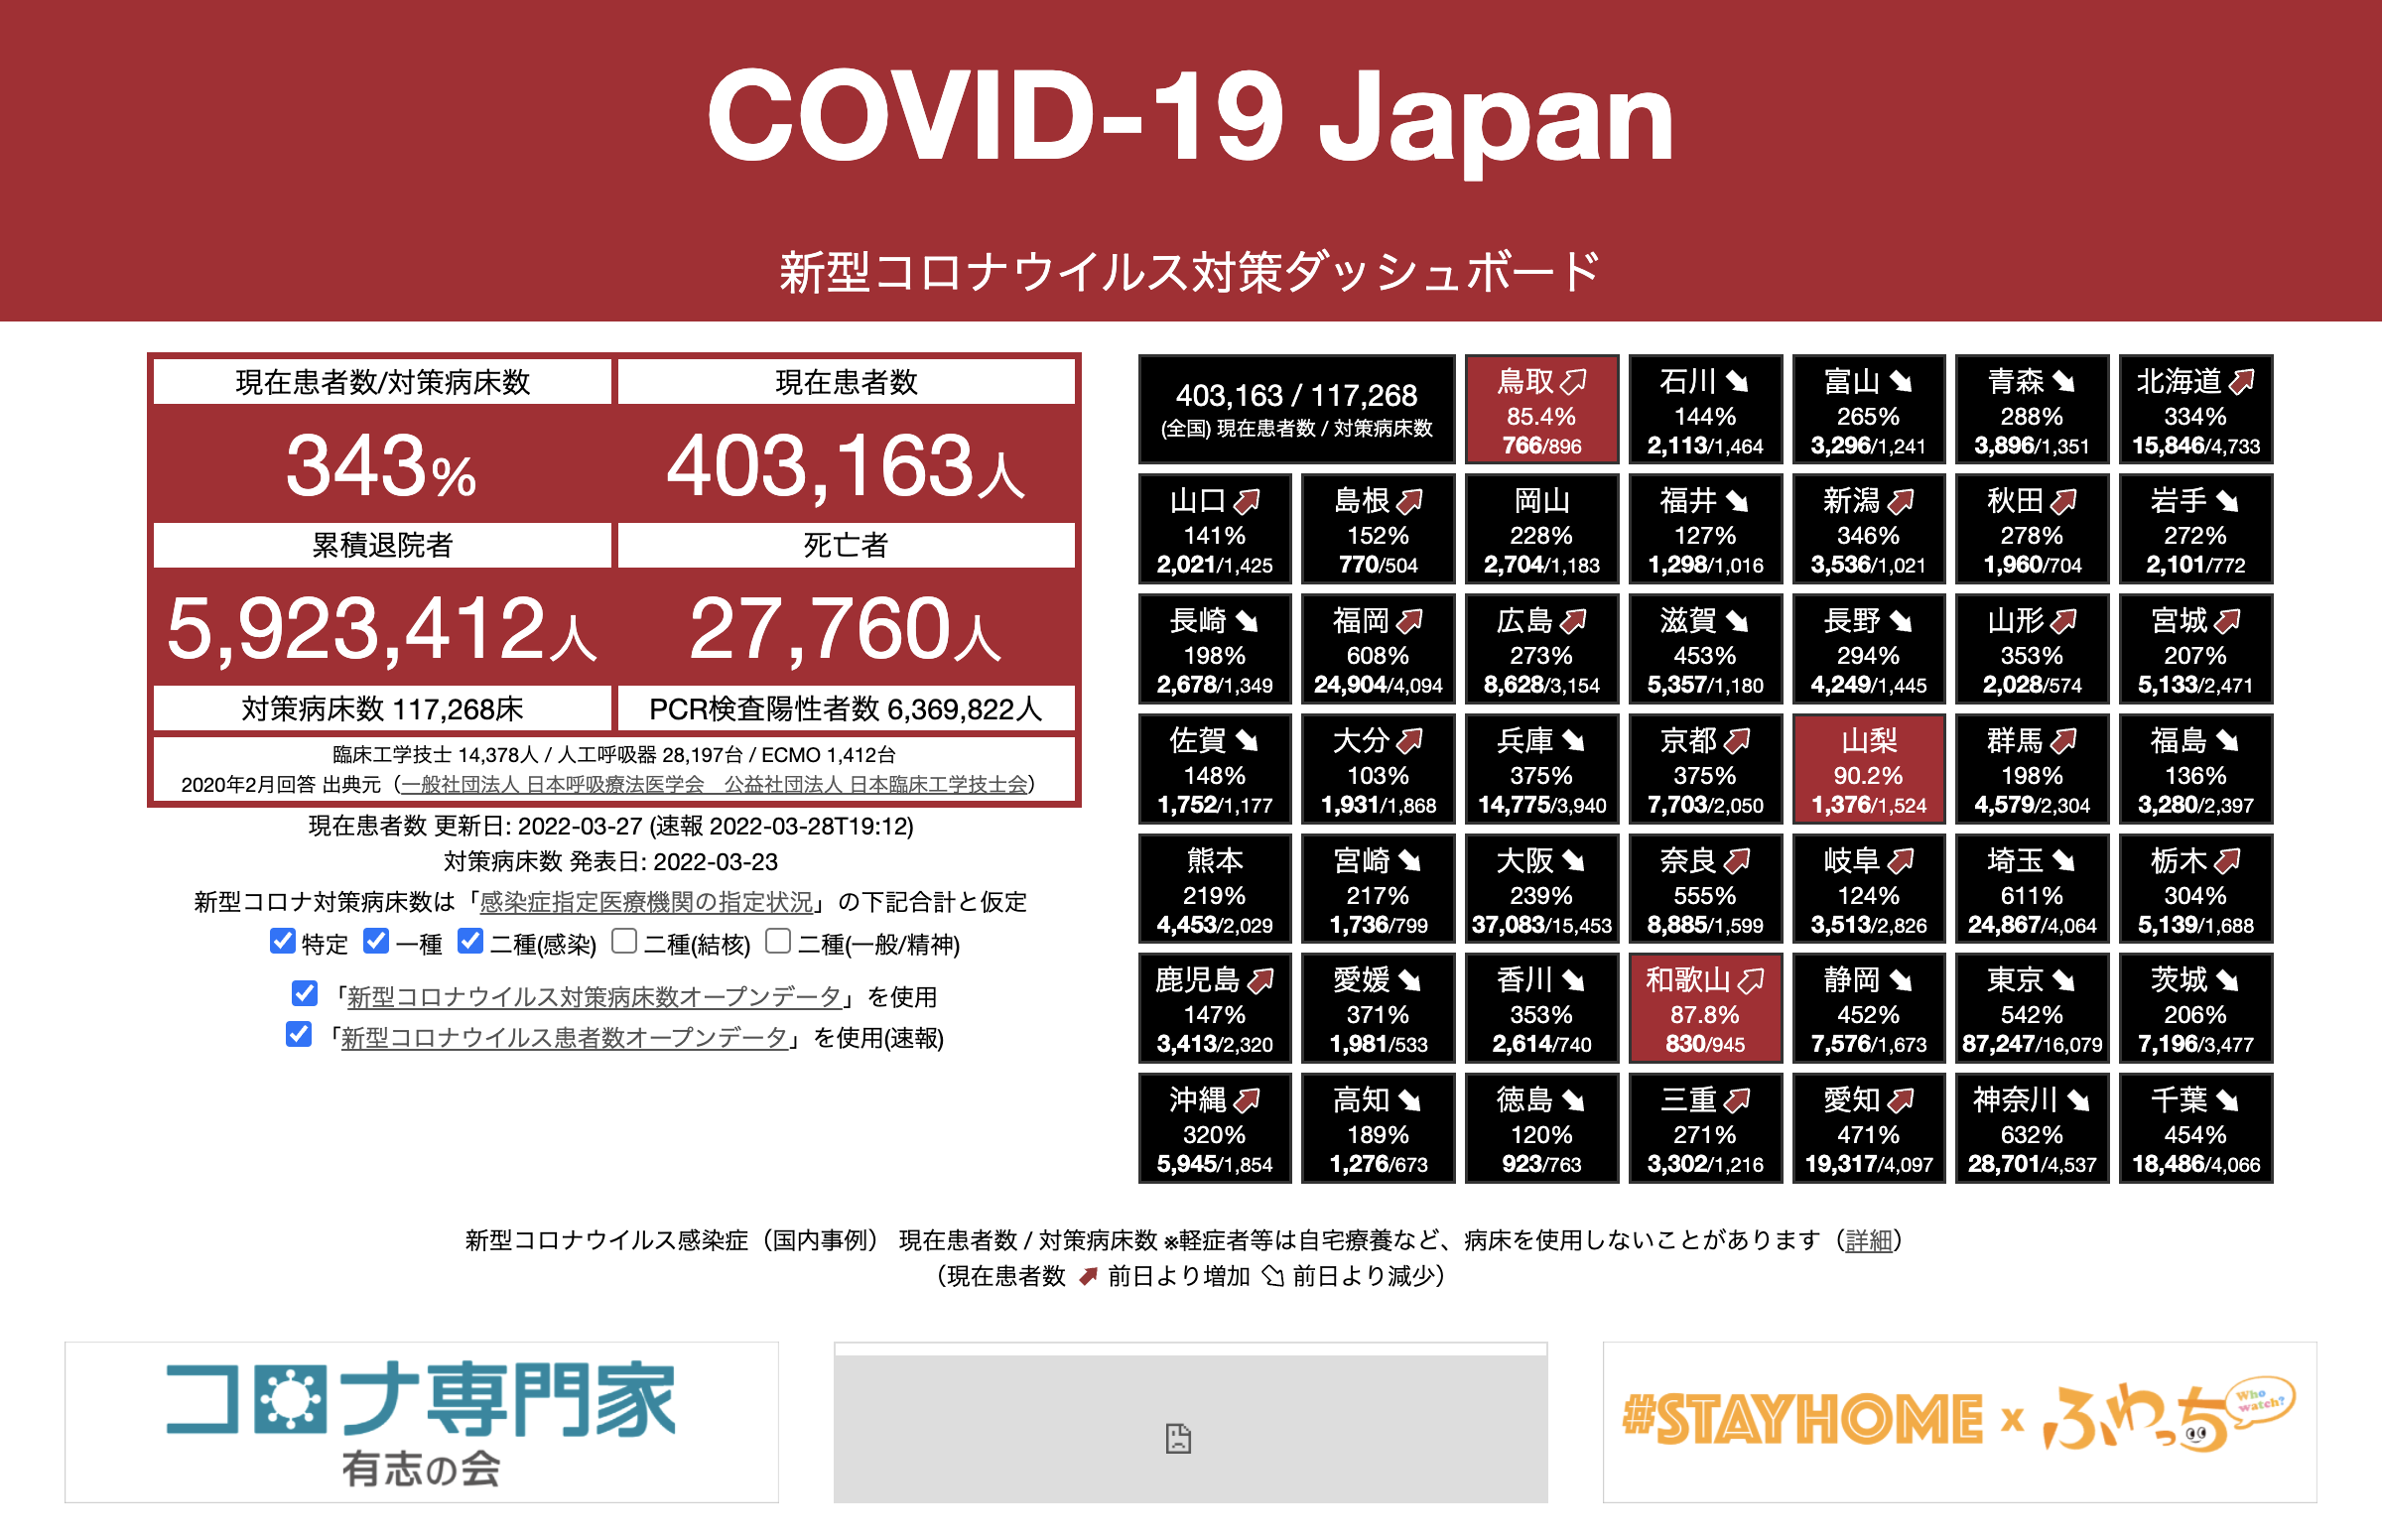 COVID-19 Japan
新型コロナウイルス対策ダッシュボード
現在患者数/対策病床数
現在患者数
343%
403,163人
累積退院者
死亡者
5,923,412人
27,760人
対策病床数 117,268床
PCR検査陽性者数 6,369,822人
臨床工学技士 14,378人 / 人工呼吸器 28,197台 / ECMO 1,412台
2020年2月回答 出典元（一般社団法人 日本呼吸療法医学会　公益社団法人 日本臨床工学技士会）
現在患者数 更新日: 2022-03-27 (速報 2022-03-28T19:12)
対策病床数 発表日: 2022-03-23
新型コロナ対策病床数は「感染症指定医療機関の指定状況」の下記合計と仮定
特定 一種 二種(感染) 二種(結核) 二種(一般/精神)
「新型コロナウイルス対策病床数オープンデータ」を使用
「新型コロナウイルス患者数オープンデータ」を使用(速報)
403,163 / 117,268
(全国) 現在患者数 / 対策病床数
鳥取
85.4%
766/896
石川
144%
2,113/1,464
富山
265%
3,296/1,241
青森
288%
3,896/1,351
北海道
334%
15,846/4,733
山口
141%
2,021/1,425
島根
152%
770/504
岡山
228%
2,704/1,183
福井
127%
1,298/1,016
新潟
346%
3,536/1,021
秋田
278%
1,960/704
岩手
272%
2,101/772
長崎
198%
2,678/1,349
福岡
608%
24,904/4,094
広島
273%
8,628/3,154
滋賀
453%
5,357/1,180
長野
294%
4,249/1,445
山形
353%
2,028/574
宮城
207%
5,133/2,471
佐賀
148%
1,752/1,177
大分
103%
1,931/1,868
兵庫
375%
14,775/3,940
京都
375%
7,703/2,050
山梨
90.2%
1,376/1,524
群馬
198%
4,579/2,304
福島
136%
3,280/2,397
熊本
219%
4,453/2,029
宮崎
217%
1,736/799
大阪
239%
37,083/15,453
奈良
555%
8,885/1,599
岐阜
124%
3,513/2,826
埼玉
611%
24,867/4,064
栃木
304%
5,139/1,688
鹿児島
147%
3,413/2,320
愛媛
371%
1,981/533
香川
353%
2,614/740
和歌山
87.8%
830/945
静岡
452%
7,576/1,673
東京
542%
87,247/16,079
茨城
206%
7,196/3,477
沖縄
320%
5,945/1,854
高知
189%
1,276/673
徳島
120%
923/763
三重
271%
3,302/1,216
愛知
471%
19,317/4,097
神奈川
632%
28,701/4,537
千葉
454%
18,486/4,066
新型コロナウイルス感染症（国内事例） 現在患者数 / 対策病床数 ※軽症者等は自宅療養など、病床を使用しないことがあります（詳細）
（現在患者数 前日より増加 前日より減少）
コロナ専門家
有志の会
#STAYHOME x ふわっち
Who
watch?